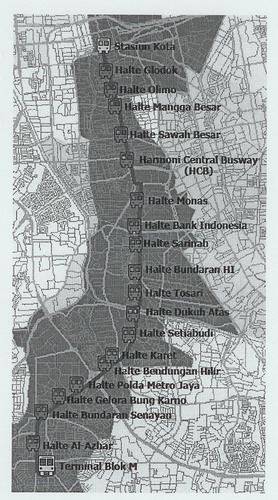 Stasiun Kota
Halte Glodok
Halte Olimo
Halte Mangga Besar
Halte Sawah Besar
Harmoni Central Busway
(HCB)
Halte Monas
Halte Bank Indonesia
Halte Sarinah
Halte Bundaran HI
Halte Tosari
Halte Dukuh Atas
Halte Setiabudi
Halte Karet
Halte Bendungan Hilir
Halte Polda Metro Jaya
Halte Gelora Bung Karno
Halte Bundaran Senayan
Halte Al-Azhar
Terminal Blok M